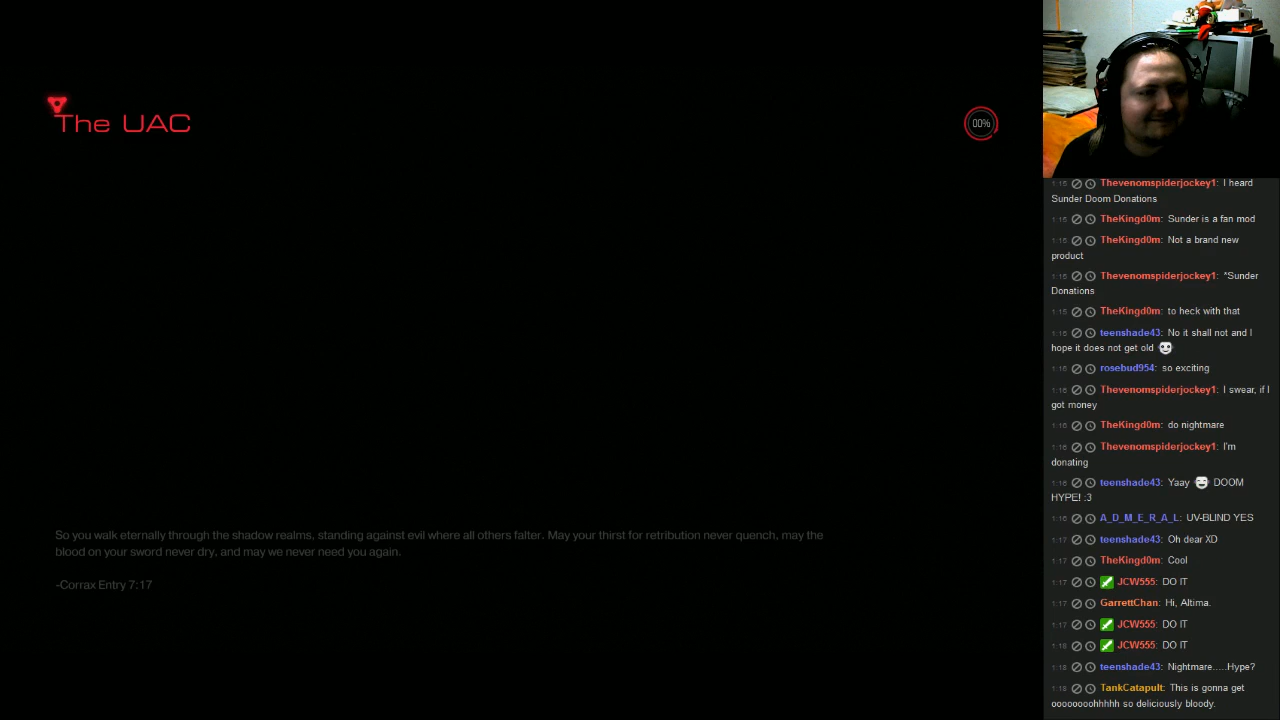 The UAC
00%
So you walk eternally through the shadow realms, standing against evil where all others falter. May your thirst for retribution never quench, may the
blood on your sword never dry, and may we never need you again.
-Corrax Entry 7:17
1:15 Thevenomspiderjockey1: I heard
Sunder Doom Donations
1:15 TheKingd0m: Sunder is a fan mod
1:15 TheKingd0m: Not a brand new
product
1:15 Thevenomspiderjockey1: *Sunder
Donations
1:15 TheKingd0m: to heck with that
1:16 teenshade43: No it shall not and I
hope it does not get old
1:16 rosebud954: so exciting
1:16 Thevenomspiderjockey1: I swear, if I
got money
1:16 TheKingd0m: do nightmare
1:16 Thevenomspiderjockey1: I'm
donating
1:16 teenshade43: Yaay DOOM
HYPE! :3
1:16 A_D_M_E_R_A_L: UV-BLIND YES
1:17 teenshade43: Oh dear XD
1:17 TheKingd0m: Cool
1:17 JCW555: DO IT
1:17 GarrettChan: Hi, Altima.
1:17 JCW555: DO IT
1:18 JCW555: DO IT
1:18 teenshade43: Nightmare.....Hype?
1:18 TankCatapult: This is gonna get
oooooooohhhhh so deliciously bloody.